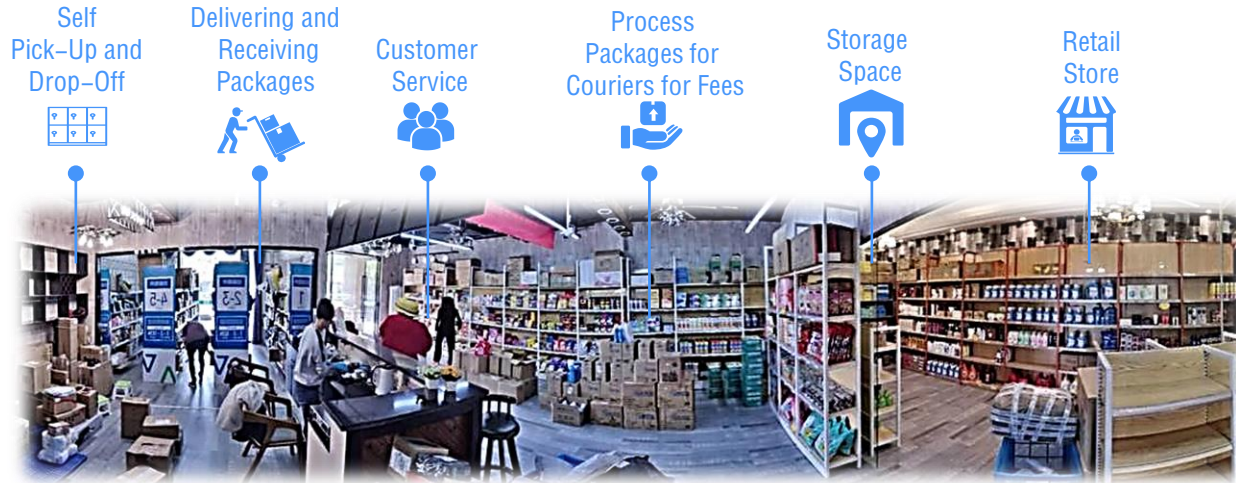 Self
Pick-Up and
Drop-Off
Delivering and
Receiving
Packages
Customer
Service
Process
Packages for
Couriers for Fees
Storage
Space
Retail
Store
4-5
2-3
1